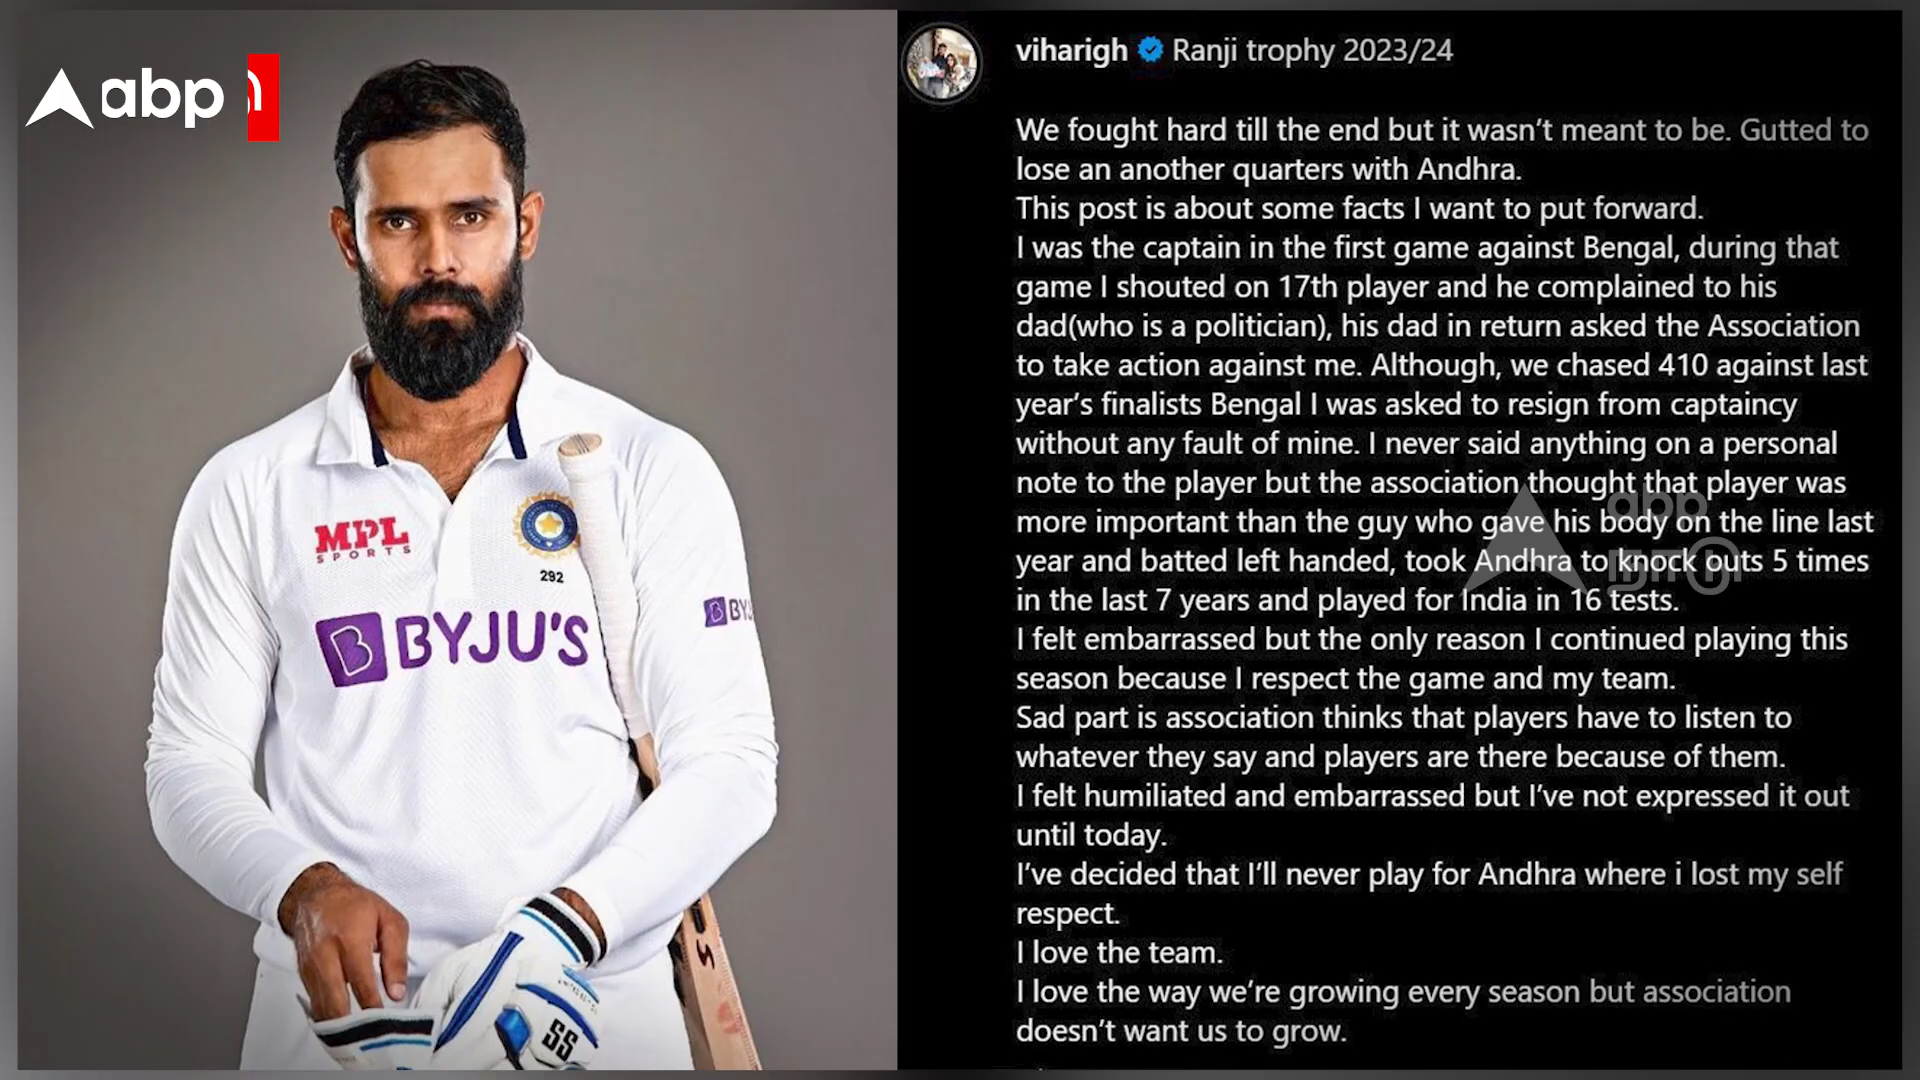 abp
viharigh Ranji trophy 2023/24
We fought hard till the end but it wasn't meant to be. Gutted to
lose an another quarters with Andhra.
This post is about some facts I want to put forward.
I was the captain in the first game against Bengal, during that
game I shouted on 17th player and he complained to his
dad(who is a politician), his dad in return asked the Association
to take action against me. Although, we chased 410 against last
year's finalists Bengal I was asked to resign from captaincy
without any fault of mine. I never said anything on a personal
note to the player but the association thought that player was
more important than the guy who gave his body on the line last
year and batted left handed, took Andhra to knock outs 5 times
in the last 7 years and played for India in 16 tests.
I felt embarrassed but the only reason I continued playing this
season because I respect the game and my team.
Sad part is association thinks that players have to listen to
whatever they say and players are there because of them.
I felt humiliated and embarrassed but I've not expressed it out
until today.
I've decided that I'll never play for Andhra where i lost my self
respect.
I love the team.
I love the way we're growing every season but association
doesn't want us to grow.
abp
நாடு
MPL
SPORTS
292
B BYJU'S
B BYJ
SS
S